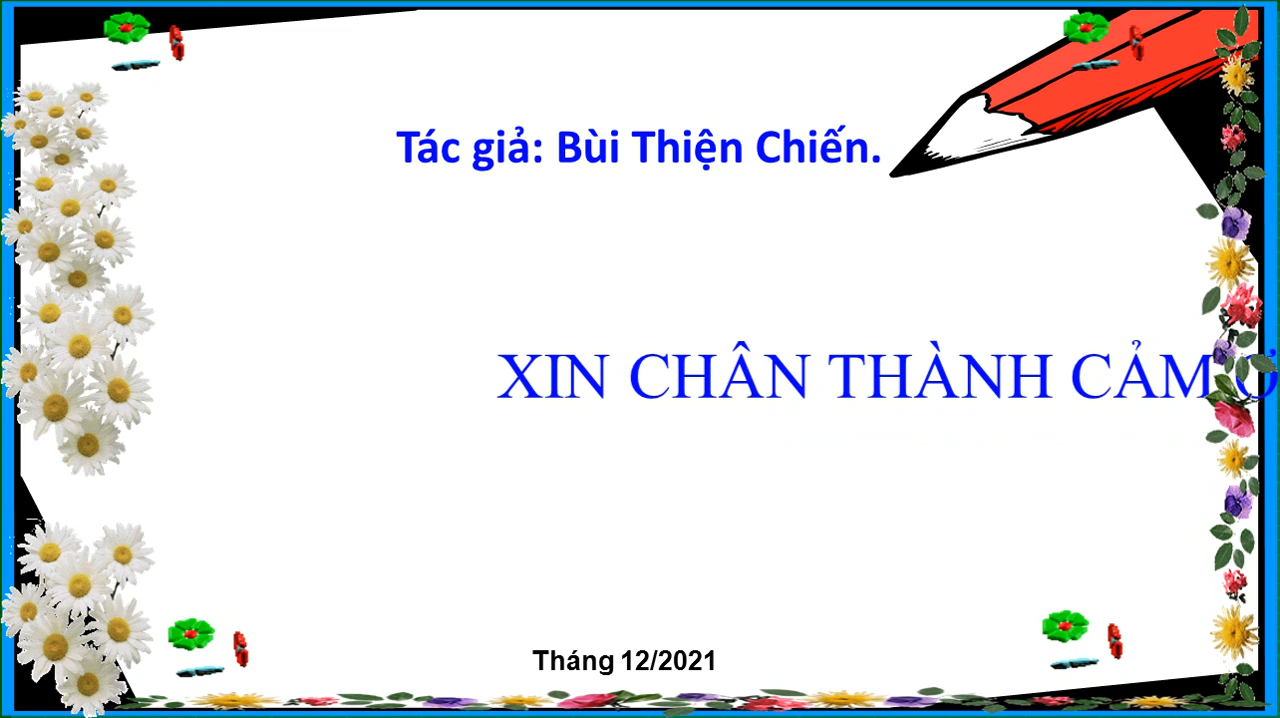 Tác giả: Bùi Thiện Chiến.
XIN CHÂN THÀNH CẢM Ơ
Tháng 12/2021